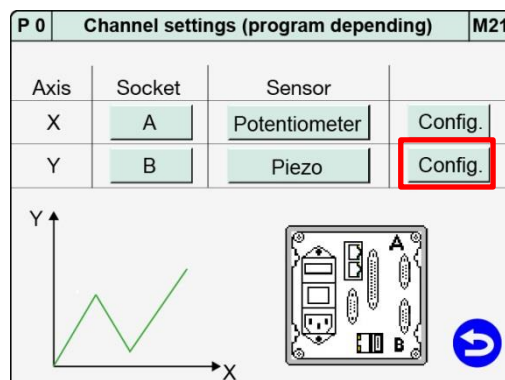 P 0 Channel settings (program depending) M21
Axis Socket Sensor
X A Potentiometer Config.
Y B Piezo Config.
Y
A
B
X